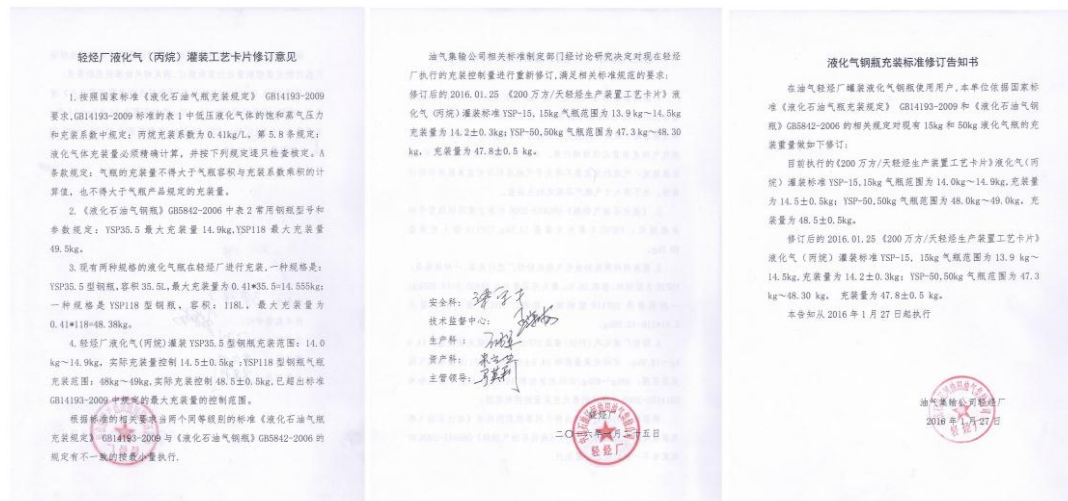 轻烃厂液化气（丙烷）灌装工艺卡片修订意见
1.按照国家标准《液化石油气瓶充装规定》GB14193-2009
要求,GB14193-2009标准的表1中低压液化气体的饱和蒸气压力
和充装系数中规定：丙烷充装系数为0.41kg/L。第5.8条规定：
液化气体充装量必须精确计算，并按下列规定逐只检查核定。A
条款规定：气瓶的充装量不得大于气瓶容积与充装系数乘积的计
算值，也不得大于气瓶产品规定的充装量。
2.《液化石油气钢瓶》GB5842-2006中表2常用钢瓶型号和
参数规定：YSP35.5最大充装量14.9kg,YSP118最大充装量
49.5kg。
3.现有两种规格的液化气瓶在轻烃厂进行充装,一种规格是:
YSP35.5型钢瓶,容积35.5L,最大充装量为0.41*35.5=14.555kg;
一种规格是YSP118型钢瓶，容积：118L，最大充装量为
0.41*118=48.38kg。
4.轻烃厂液化气(丙烷)灌装YSP35.5型钢瓶充装范围：14.0
kg～14.9kg，实际充装量控制14.5±0.5kg，YSP118型钢瓶气瓶
充装范围：48kg～49kg,实际充装控制48.5±0.5kg,已超出标准
GB14193-2009中规定的最大充装量的控制范围。
根据标准的相关要求当两个同等级别的标准《液化石油气瓶
充装规定》GB14193-2009与《液化石油气钢瓶》GB5842-2006的
规定有不一致的按最小量执行.
油气集输公司相关标准制定部门经讨论研究决定对现在轻烃
厂执行的充装控制量进行重新修订,满足相关标准规范的要求：
修订后的2016.01.25《200万方/天轻烃生产装置工艺卡片》液
化气（丙烷）灌装标准YSP-15,15kg气瓶范围为13.9kg～14.5kg
充装量为14.2±0.3kg;YSP-50,50kg气瓶范围为47.3kg～48.30
kg，充装量为47.8±0.5kg。
安全科：
技术监督中心：
生产科：
资产科：
主管领导：
轻烃厂
二〇一六年一月二十五日
轻烃厂
液化气钢瓶充装标准修订告知书
在油气轻烃厂罐装液化气钢瓶使用用户,本单位依据国家标
准《液化石油气瓶充装规定》GB14193-2009和《液化石油气钢
瓶》GB5842-2006的相关规定对现有15kg和50kg液化气瓶的充
装重量做如下修订：
目前执行的《200万方/天轻烃生产装置工艺卡片》液化气(丙
烷）灌装标准YSP-15,15kg气瓶范围为14.0kg～14.9kg,充装量
为14.5±0.5kg；YSP-50,50kg气瓶范围为48.0kg～49.0kg，充
装量为48.5±0.5kg。
修订后的2016.01.25《200万方/天轻烃生产装置工艺卡片》
液化气（丙烷）灌装标准YSP-15，15kg气瓶范围为13.9 kg～
14.5kg,充装量为14.2±0.3kg；YSP-50,50kg气瓶范围为47.3
kg～48.30 kg， 充装量为47.8±0.5 kg。
本告知从2016年1月27日起执行
油气集输公司轻烃厂
2016年1月27日
轻烃厂